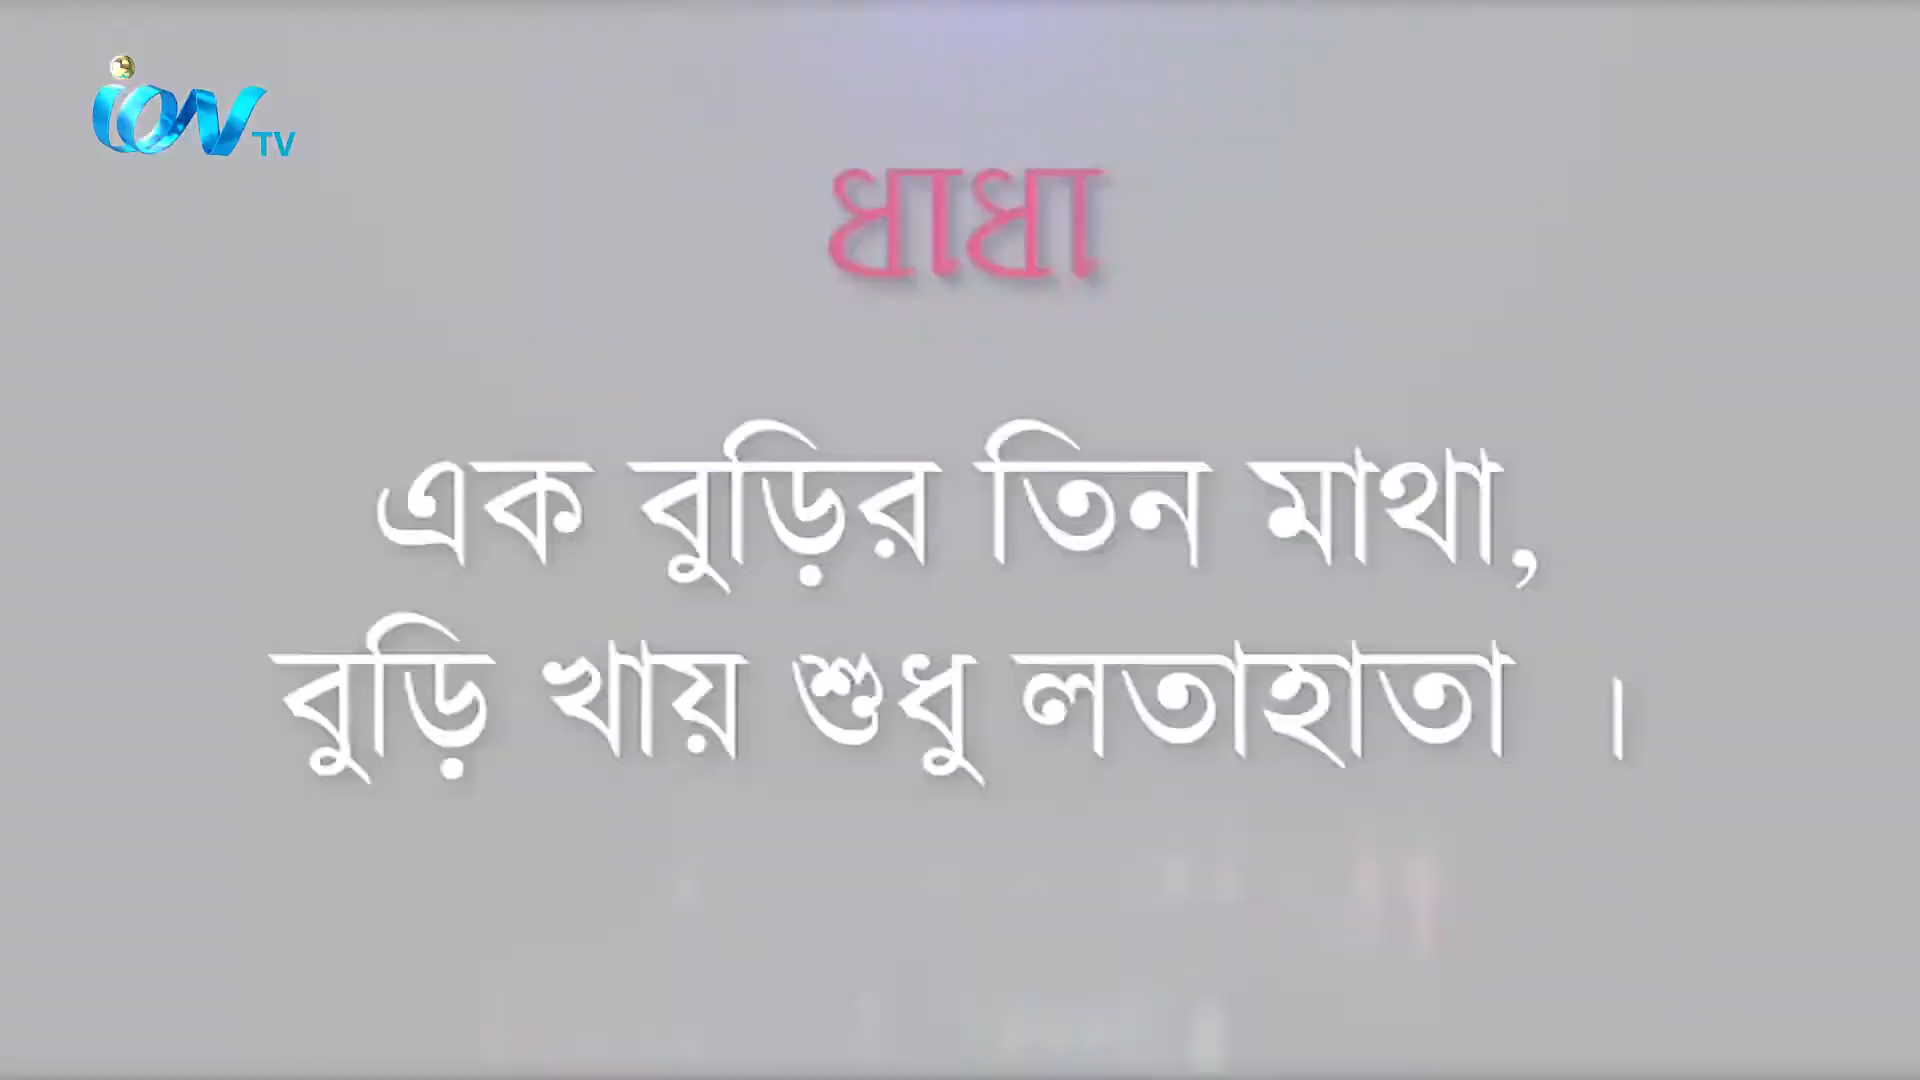 iON TV
ধাধা
এক বুড়ির তিন মাথা,
বুড়ি খায় শুধু লতাহাতা ।